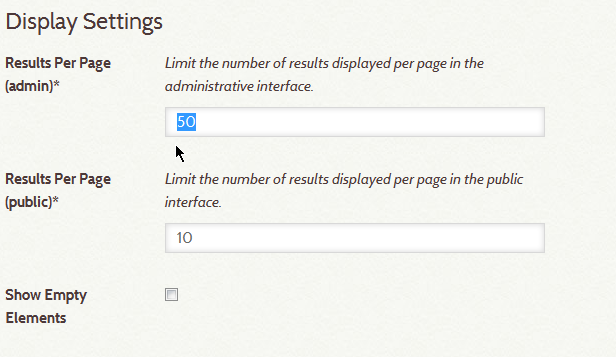 Display Settings
Results Per Page
(admin)*
Limit the number of results displayed per page in the
administrative interface.
50
Results Per Page
(public)*
Limit the number of results displayed per page in the public
interface.
10
Show Empty
Elements